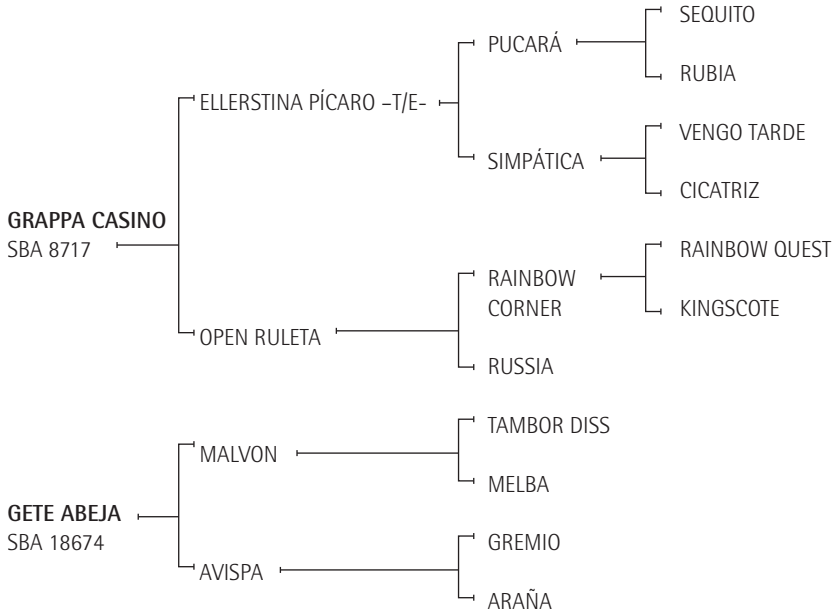 SEQUITO
PUCARÁ
RUBIA
ELLERSTINA PÍCARO –T/E-
VENGO TARDE
SIMPÁTICA
CICATRIZ
GRAPPA CASINO
SBA 8717
RAINBOW QUEST
RAINBOW
CORNER
KINGSCOTE
OPEN RULETA
RUSSIA
TAMBOR DISS
MALVON
MELBA
GETE ABEJA
SBA 18674
GREMIO
AVISPA
ARAÑA